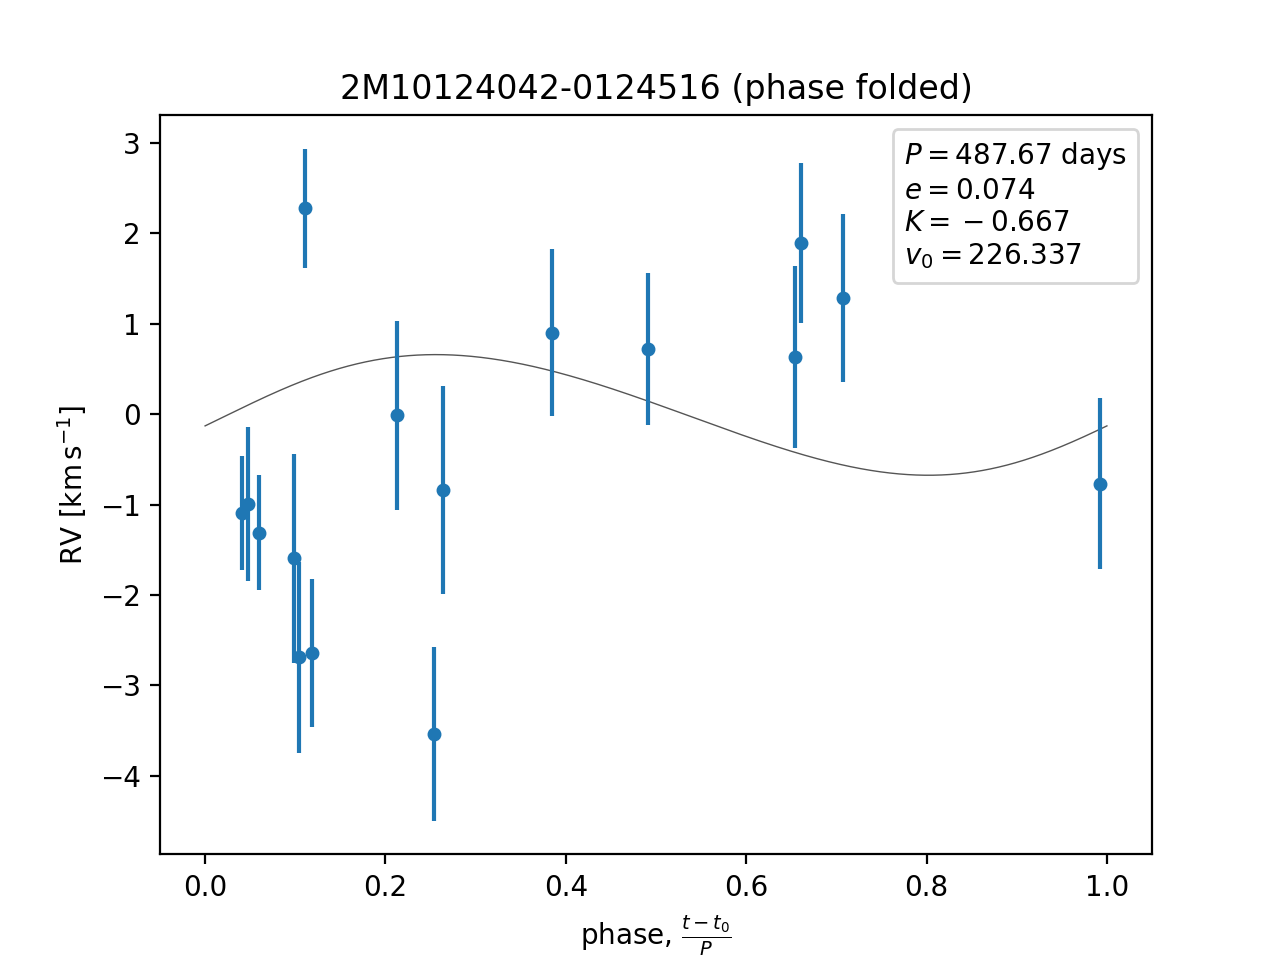 2M10124042-0124516 (phase folded)
P = 487.67 days
e = 0.074
K = −0.667
v₀ = 226.337
3
2
1
0
−1
−2
−3
−4
RV [km s⁻¹]
0.0 0.2 0.4 0.6 0.8 1.0
phase, (t − t₀)/P